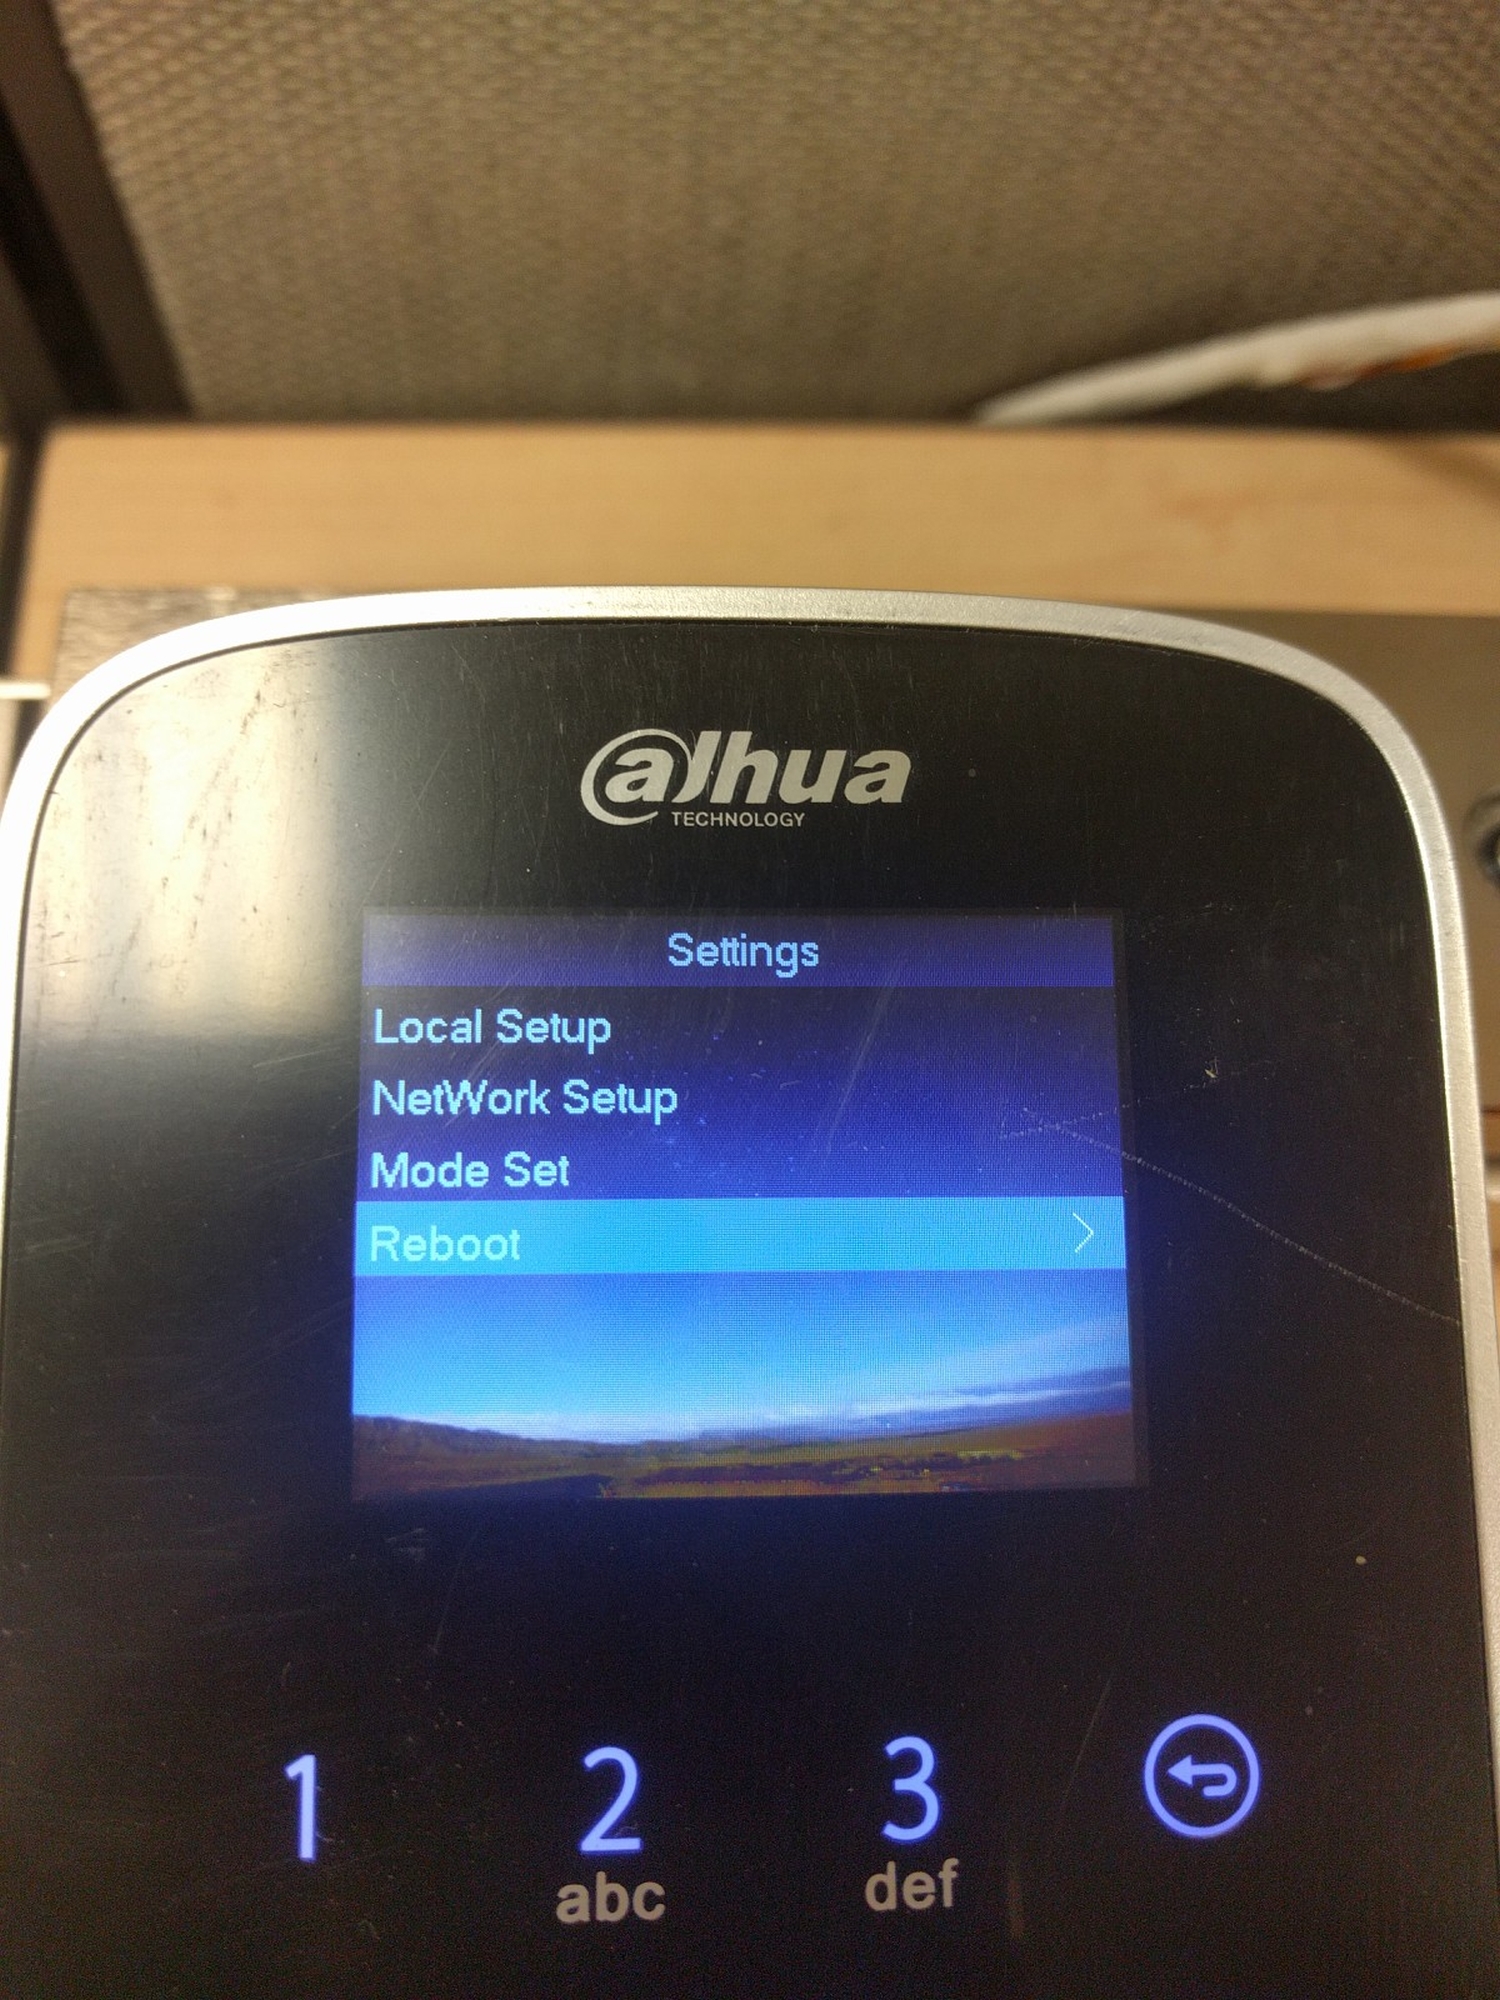 alhua
TECHNOLOGY
Settings
Local Setup
NetWork Setup
Mode Set
Reboot
1
2
3
abc
def